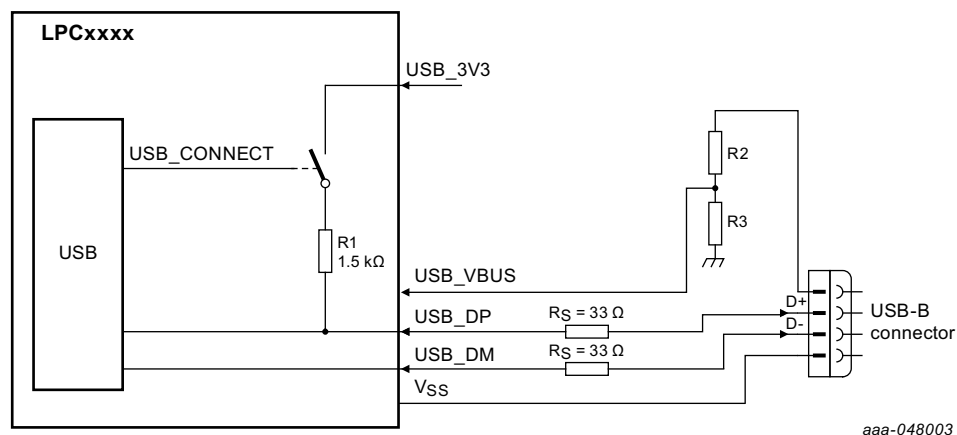 LPCxxxx
USB_3V3
USB_CONNECT
R2
R3
USB
R1
1.5 kΩ
USB_VBUS
USB_DP
RS = 33 Ω
D+
USB-B
connector
D-
USB_DM
RS = 33 Ω
VSS
aaa-048003